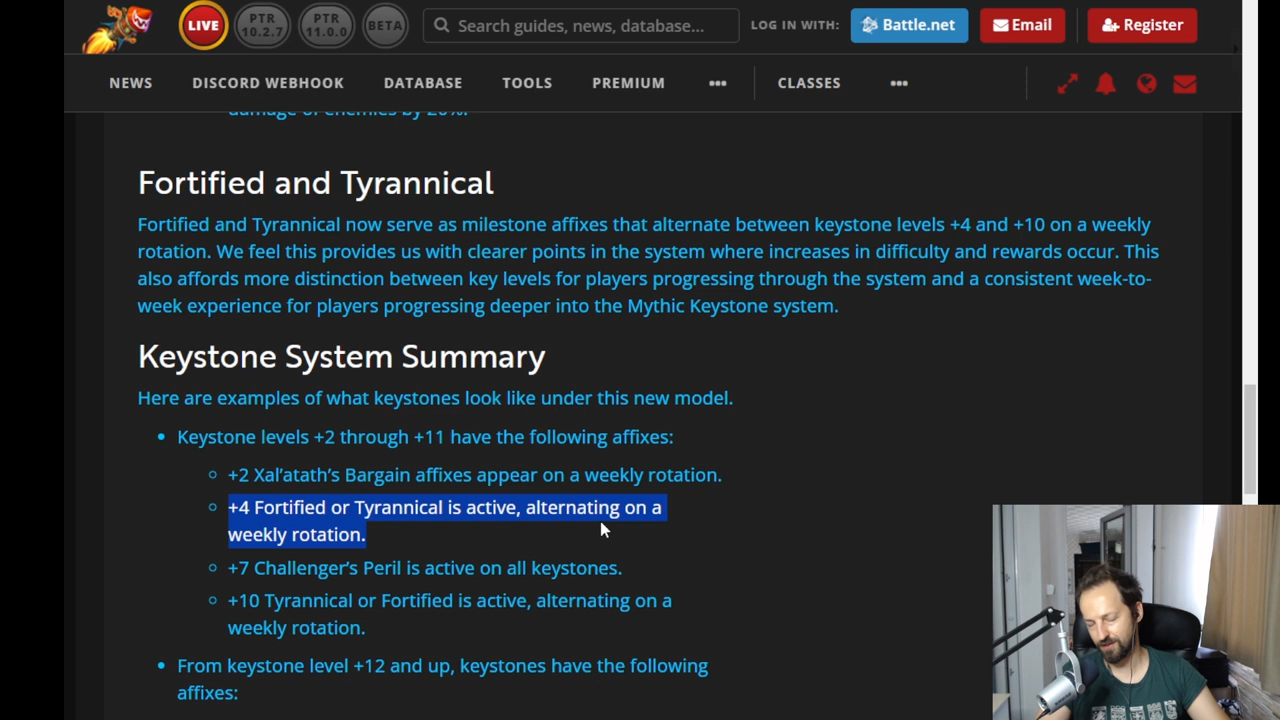 LIVE
PTR
10.2.7
PTR
11.0.0
BETA
Search guides, news, database...
LOG IN WITH:
Battle.net
Email
Register
NEWS
DISCORD WEBHOOK
DATABASE
TOOLS
PREMIUM
•••
CLASSES
•••
damage of enemies by 20%.
Fortified and Tyrannical
Fortified and Tyrannical now serve as milestone affixes that alternate between keystone levels +4 and +10 on a weekly
rotation. We feel this provides us with clearer points in the system where increases in difficulty and rewards occur. This
also affords more distinction between key levels for players progressing through the system and a consistent week-to-
week experience for players progressing deeper into the Mythic Keystone system.
Keystone System Summary
Here are examples of what keystones look like under this new model.
• Keystone levels +2 through +11 have the following affixes:
+2 Xal'atath's Bargain affixes appear on a weekly rotation.
+4 Fortified or Tyrannical is active, alternating on a
weekly rotation.
+7 Challenger's Peril is active on all keystones.
+10 Tyrannical or Fortified is active, alternating on a
weekly rotation.
• From keystone level +12 and up, keystones have the following
affixes: